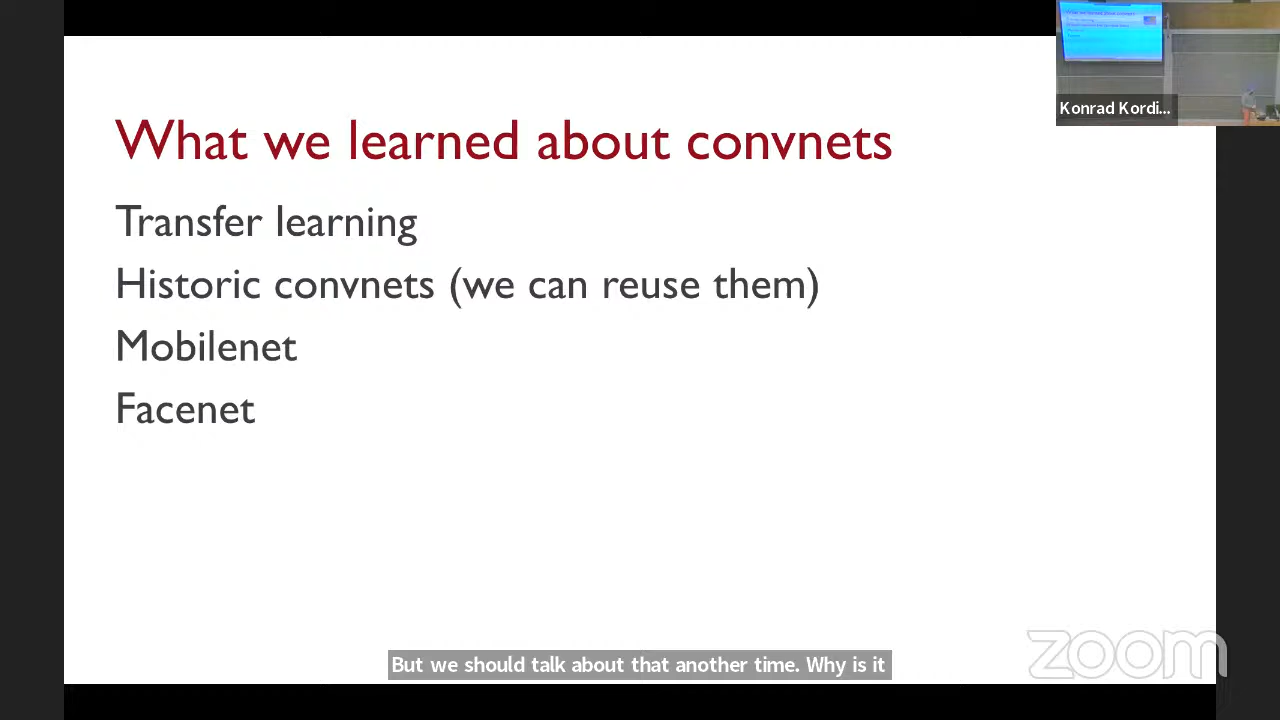 Konrad Kordi...
What we learned about convnets
Transfer learning
Historic convnets (we can reuse them)
Mobilenet
Facenet
But we should talk about that another time. Why is it
zoom